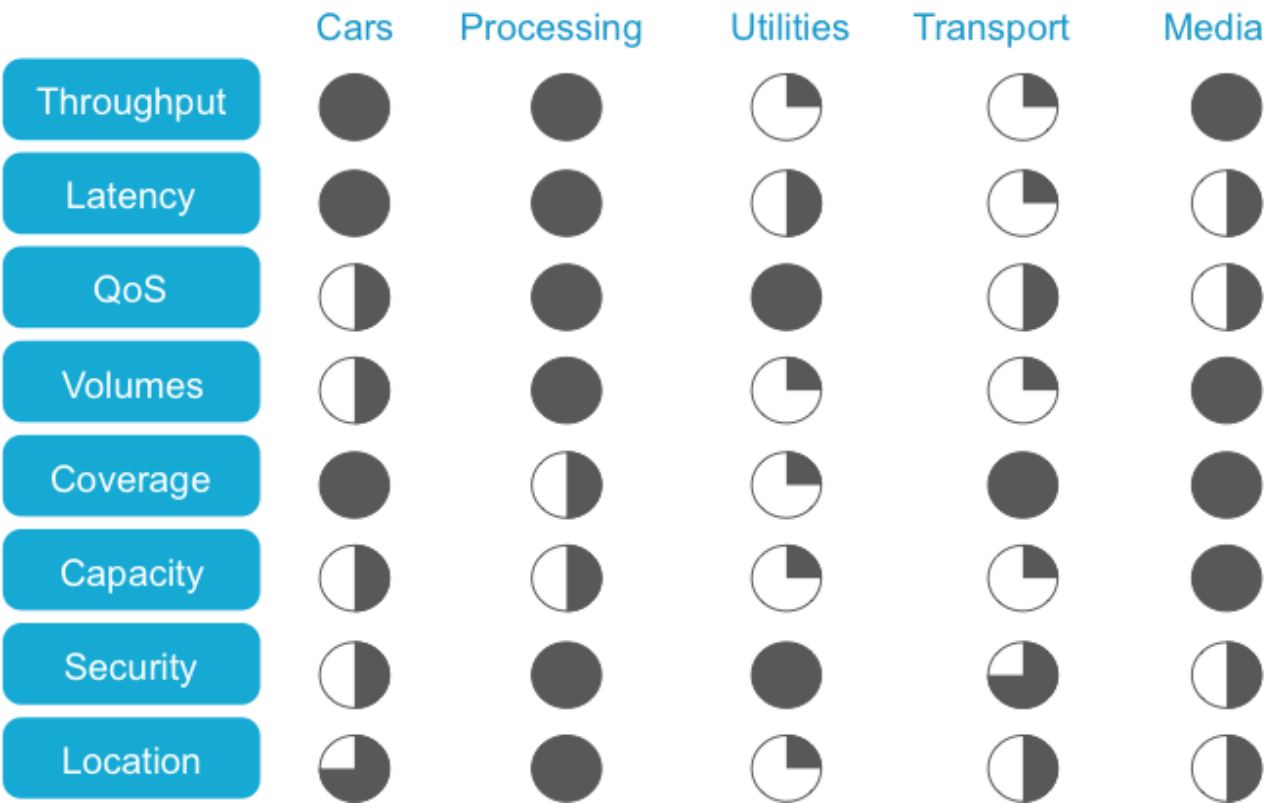 Cars Processing Utilities Transport Media
Throughput
Latency
QoS
Volumes
Coverage
Capacity
Security
Location